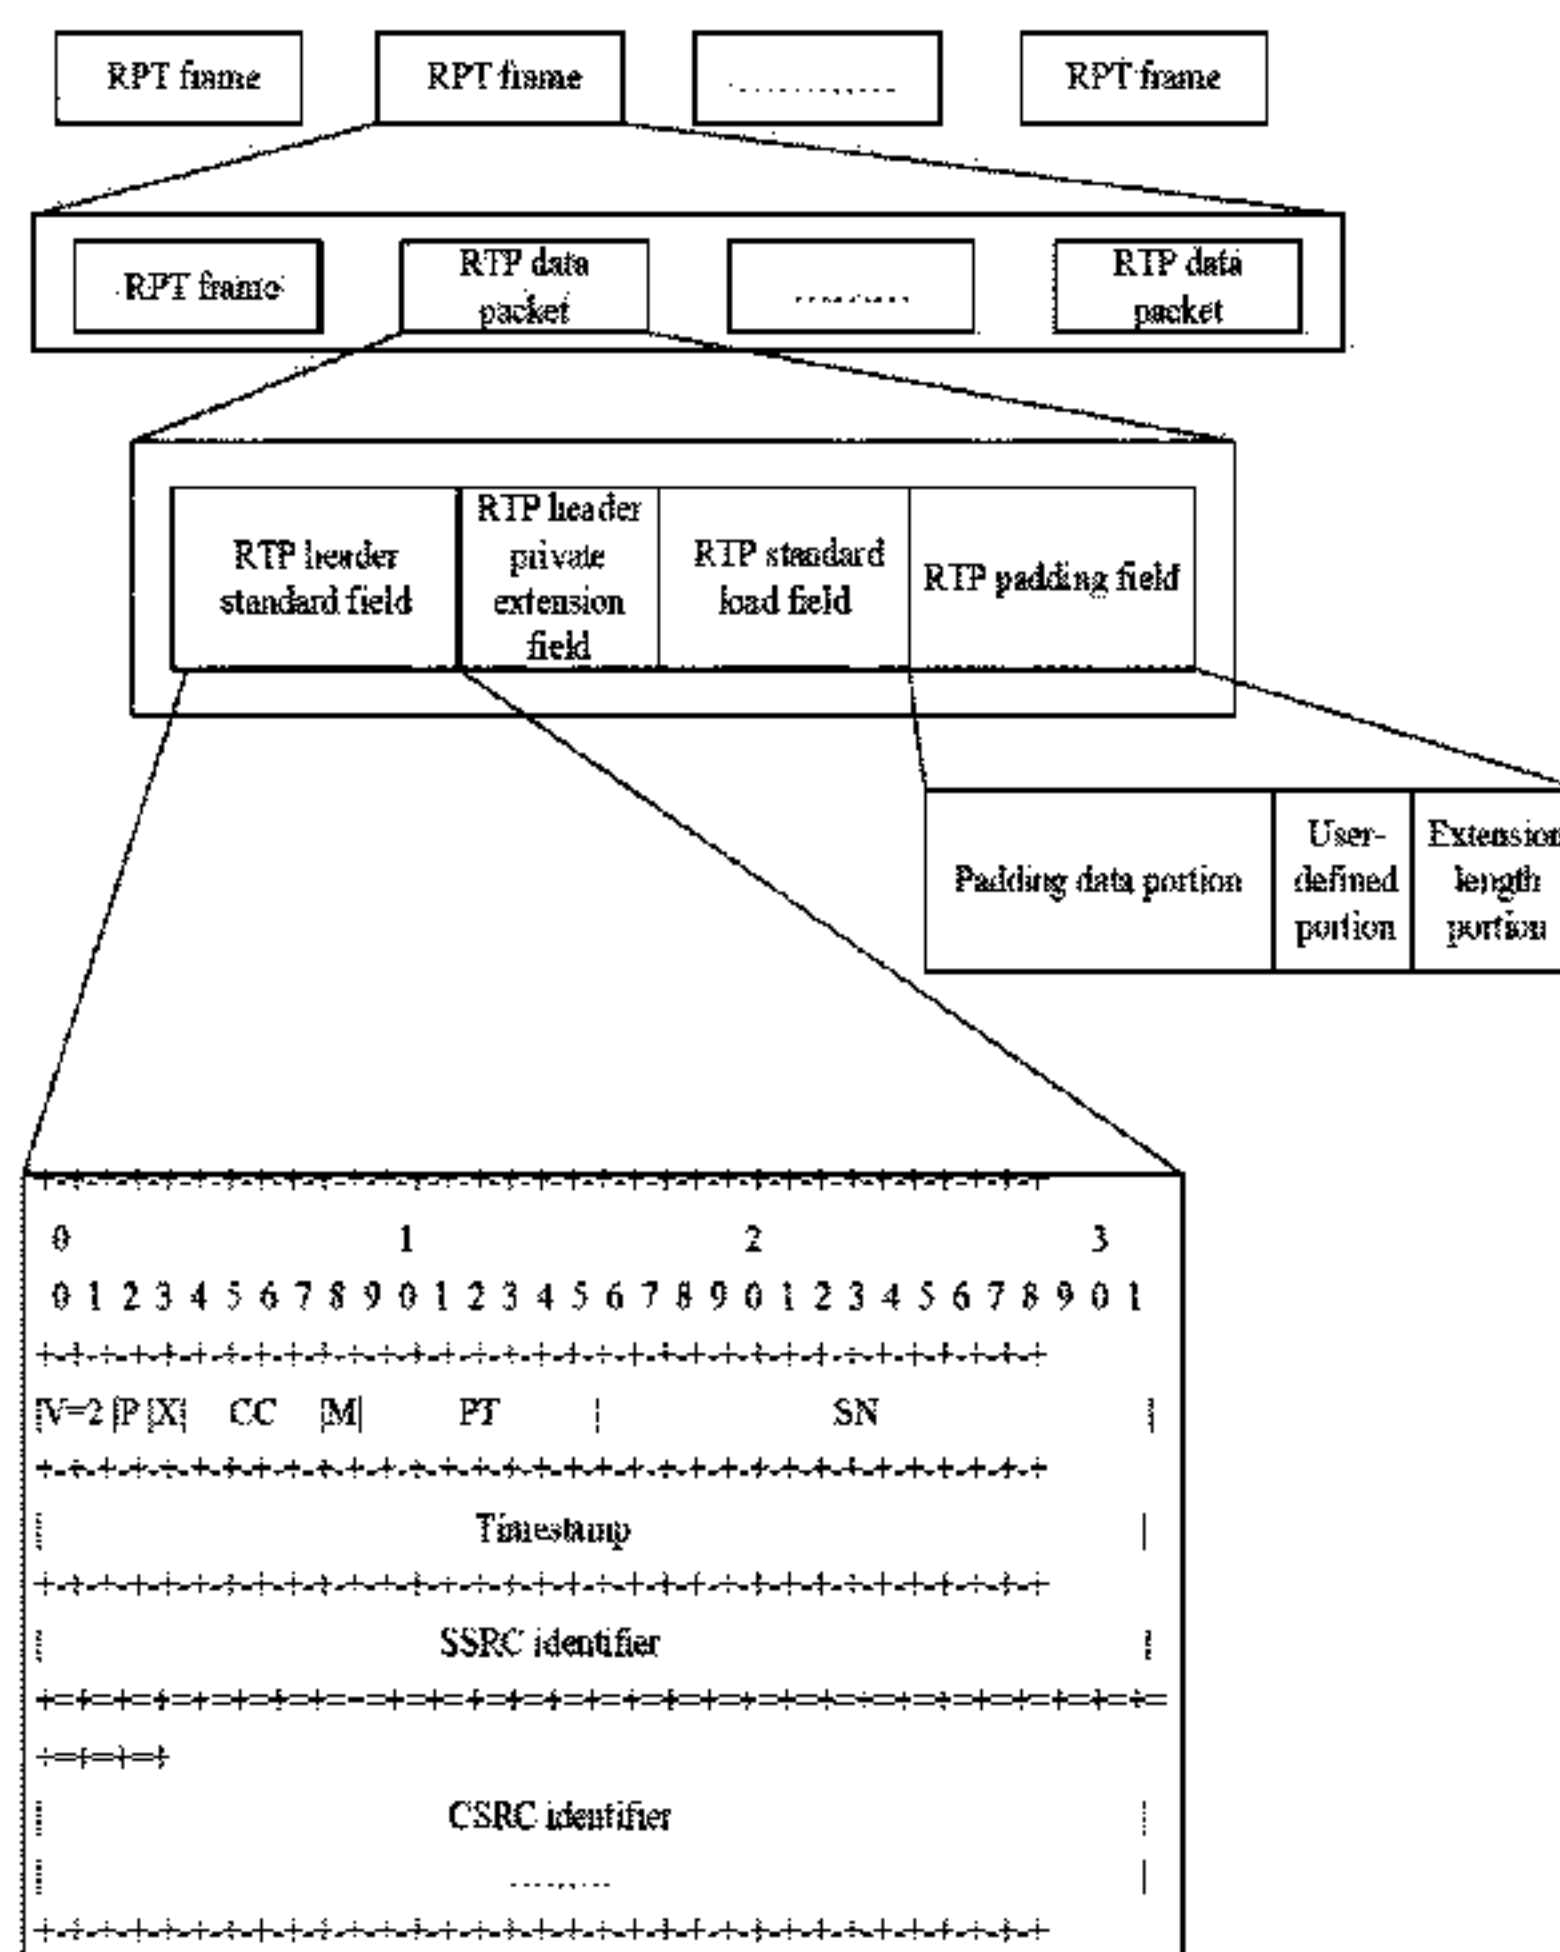 RPT frame RPT frame ............ RPT frame
RPT frame RTP data packet ............ RTP data packet
RTP header
standard field
RTP header
private
extension
field
RTP standard
load field
RTP padding field
Padding data portion
User-
defined
portion
Extension
length
portion
+-+-+-+-+-+-+-+-+-+-+-+-+-+-+-+-+-+-+-+-+-+-+-+-+-+-+-+-+-+-+-+-+-+
0 1 2 3
0 1 2 3 4 5 6 7 8 9 0 1 2 3 4 5 6 7 8 9 0 1 2 3 4 5 6 7 8 9 0 1
+-+-+-+-+-+-+-+-+-+-+-+-+-+-+-+-+-+-+-+-+-+-+-+-+-+-+-+-+-+-+-+-+-+
|V=2 |P |X| CC |M| PT | SN |
+-+-+-+-+-+-+-+-+-+-+-+-+-+-+-+-+-+-+-+-+-+-+-+-+-+-+-+-+-+-+-+-+-+
| Timestamp |
+-+-+-+-+-+-+-+-+-+-+-+-+-+-+-+-+-+-+-+-+-+-+-+-+-+-+-+-+-+-+-+-+-+
| SSRC identifier |
+=+=+=+=+=+=+=+=+=+=+=+=+=+=+=+=+=+=+=+=+=+=+=+=+=+=+=+=+=
+=+=+=+
| CSRC identifier |
| ......... |
+-+-+-+-+-+-+-+-+-+-+-+-+-+-+-+-+-+-+-+-+-+-+-+-+-+-+-+-+-+-+-+-+-+